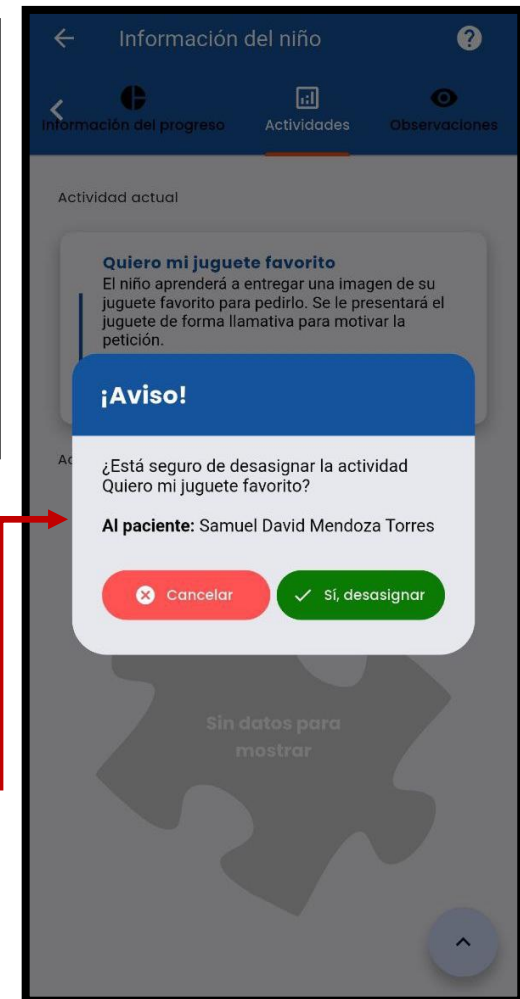 Información del niño
Información del progreso
Actividades
Observaciones
Actividad actual
Quiero mi juguete favorito
El niño aprenderá a entregar una imagen de su
juguete favorito para pedirlo. Se le presentará el
juguete de forma llamativa para motivar la
petición.
¡Aviso!
Ac
¿Está seguro de desasignar la actividad
Quiero mi juguete favorito?
Al paciente: Samuel David Mendoza Torres
Cancelar
Sí, desasignar
Sin datos para
mostrar